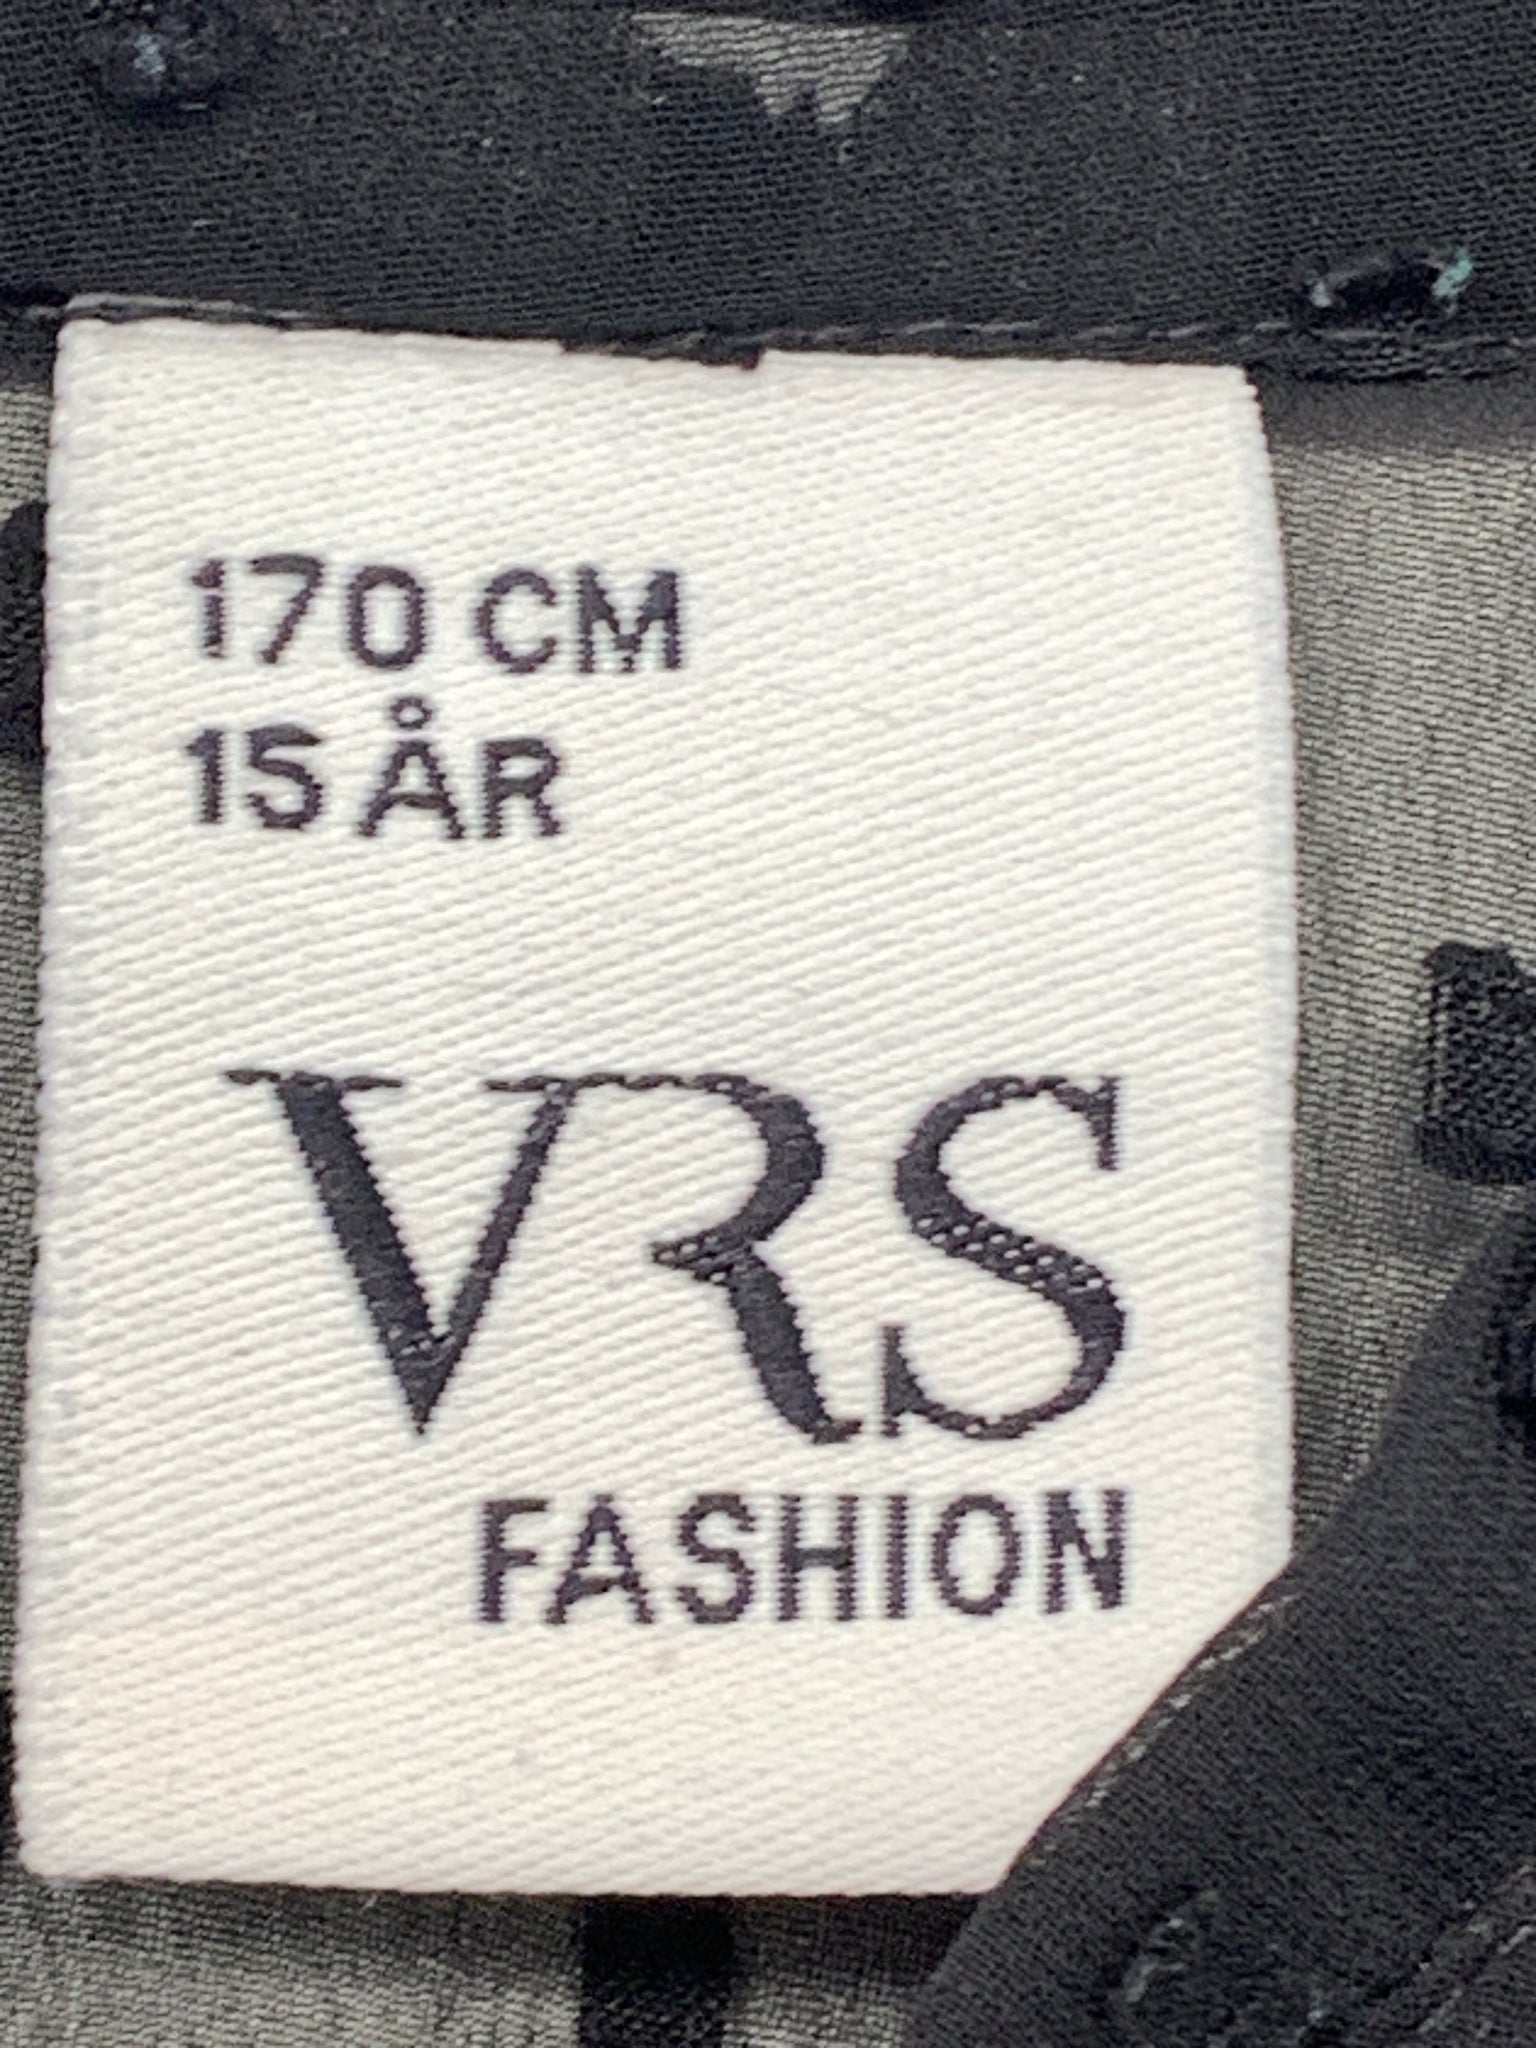 170 CM
15 ÅR
VRS
FASHION